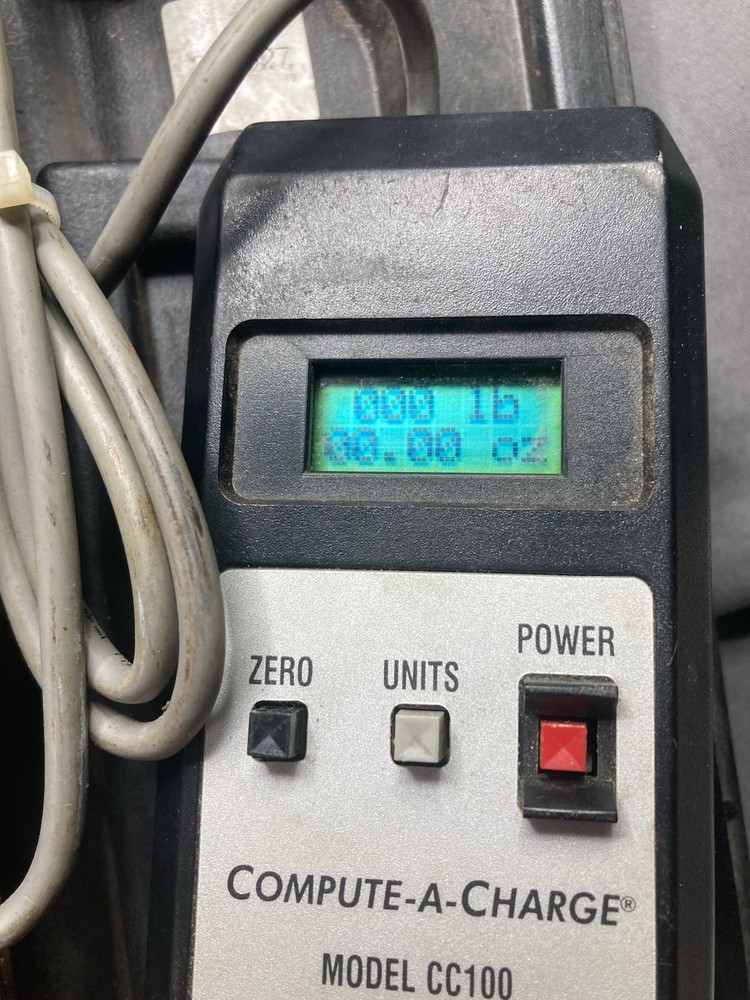 000 lb
00.00 oz
ZERO
UNITS
POWER
COMPUTE-A-CHARGE®
MODEL CC100